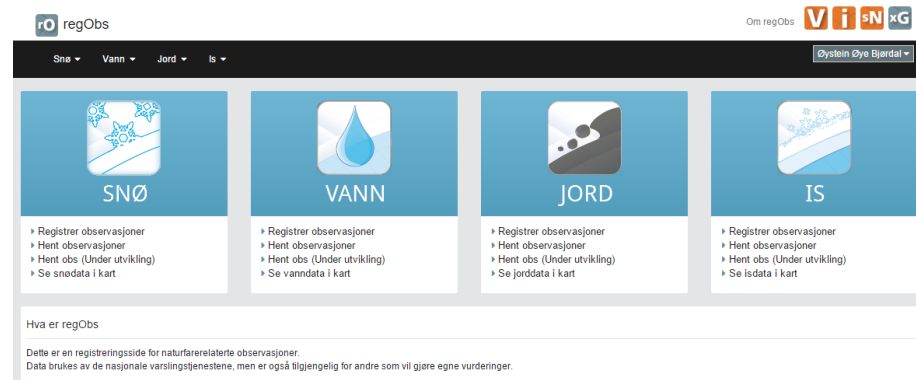 rO regObs
Om regObs V i sN xG
Snø Vann Jord Is
Øystein Øye Bjørdal
SNØ
Registrer observasjoner
Hent observasjoner
Hent obs (Under utvikling)
Se snødata i kart
VANN
Registrer observasjoner
Hent observasjoner
Hent obs (Under utvikling)
Se vanndata i kart
JORD
Registrer observasjoner
Hent observasjoner
Hent obs (Under utvikling)
Se jorddata i kart
IS
Registrer observasjoner
Hent observasjoner
Hent obs (Under utvikling)
Se isdata i kart
Hva er regObs
Dette er en registreringsside for naturfarerelaterte observasjoner.
Data brukes av de nasjonale varslingstjenestene, men er også tilgjengelig for andre som vil gjøre egne vurderinger.